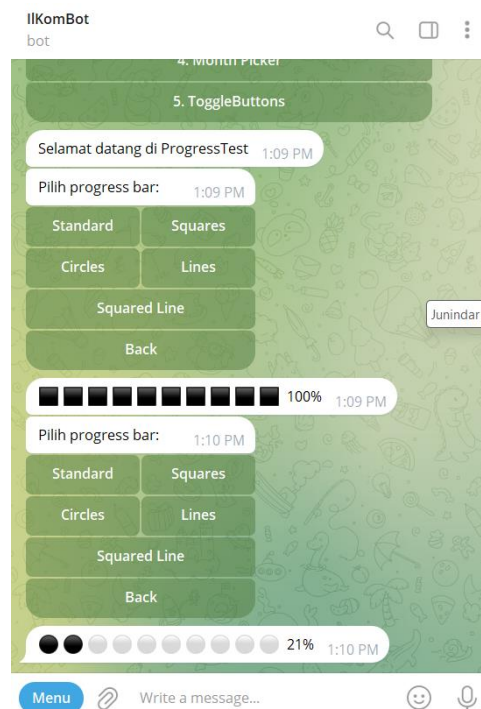 IlKomBot
bot
4. Month Picker
5. ToggleButtons
Selamat datang di ProgressTest 1:09 PM
Pilih progress bar: 1:09 PM
Standard Squares
Circles Lines
Squared Line
Junindar
Back
100% 1:09 PM
Pilih progress bar: 1:10 PM
Standard Squares
Circles Lines
Squared Line
Back
21% 1:10 PM
Menu Write a message...